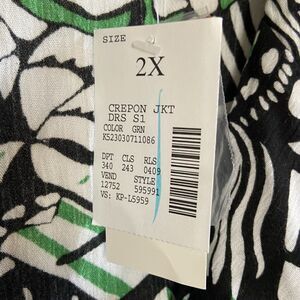 SIZE
2X
CREPON JKT
DRS S1
COLOR GRN
K523030711086
DPT CLS RLS
340 243 0409
VEND STYLE
12752 595991
VS: KP-L5959